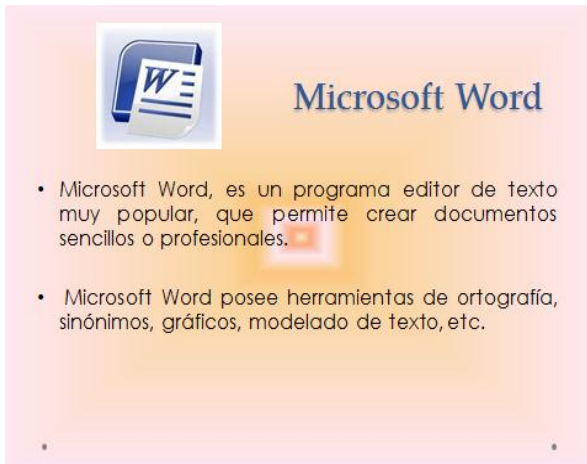 W
Microsoft Word
• Microsoft Word, es un programa editor de texto
muy popular, que permite crear documentos
sencillos o profesionales.
• Microsoft Word posee herramientas de ortografía,
sinónimos, gráficos, modelado de texto, etc.